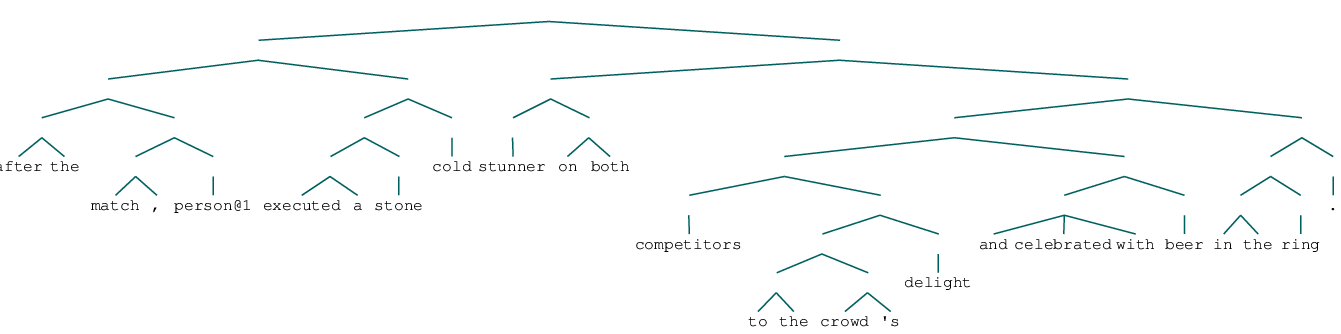 after the match , person@1 executed a stone cold stunner on both competitors to the crowd 's delight and celebrated with beer in the ring .